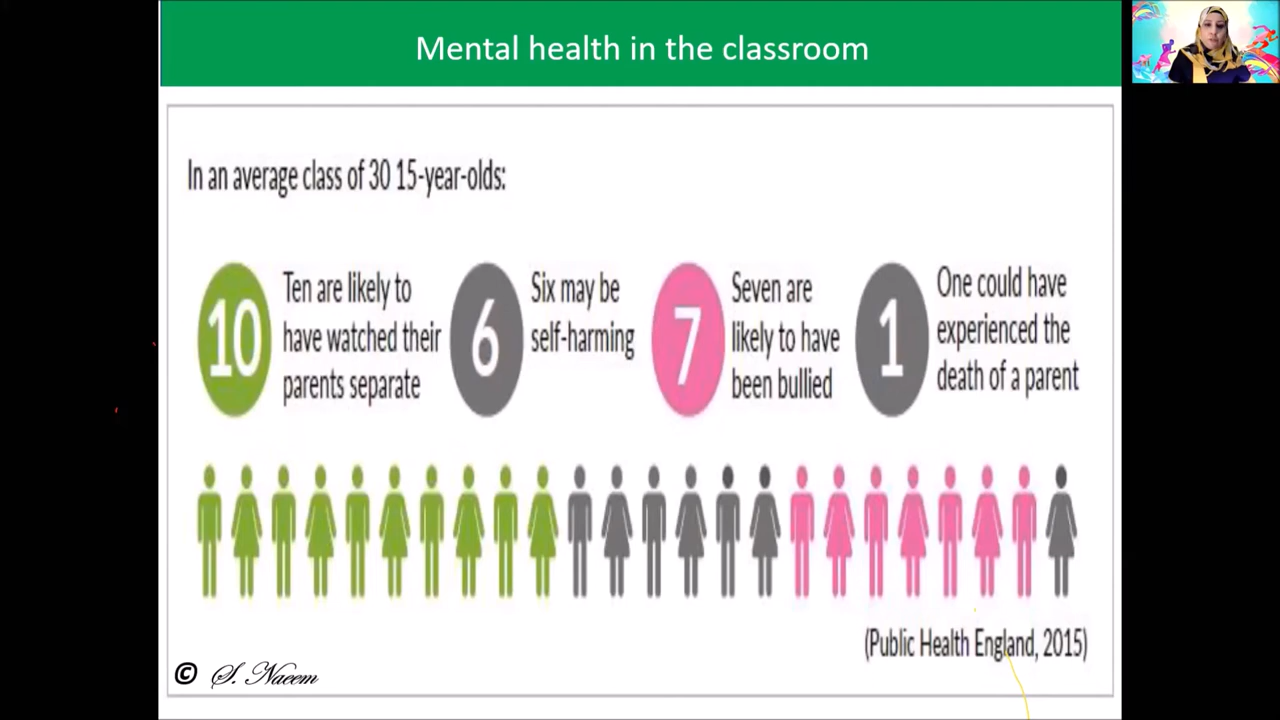 Mental health in the classroom
In an average class of 30 15-year-olds:
10
Ten are likely to
have watched their
parents separate
6
Six may be
self-harming
7
Seven are
likely to have
been bullied
1
One could have
experienced the
death of a parent
(Public Health England, 2015)
© S. Naeem